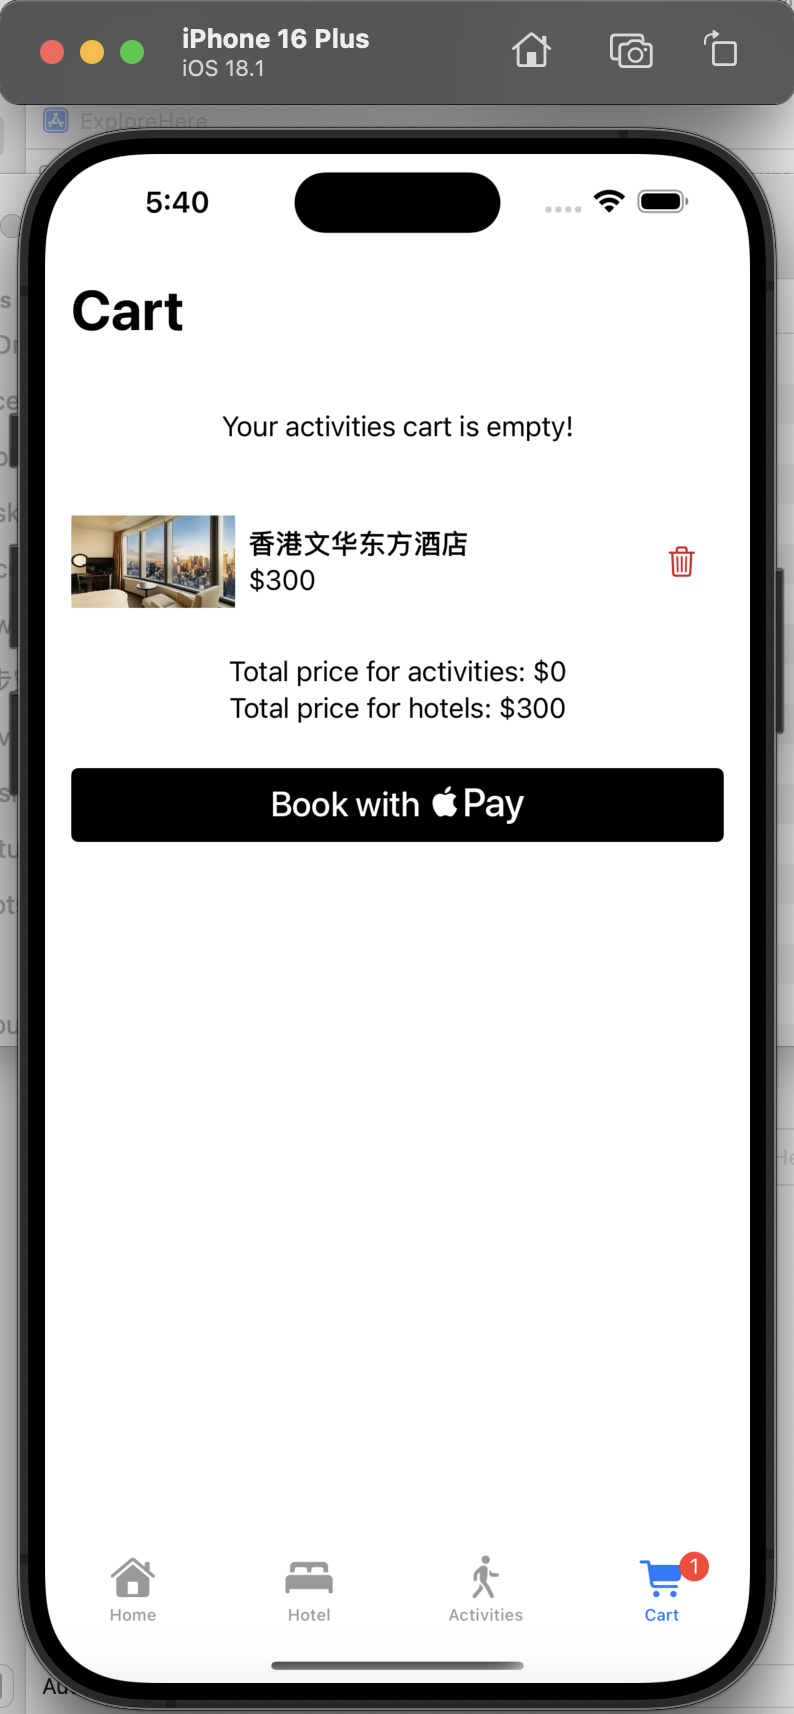 iPhone 16 Plus
iOS 18.1
ExploreHere
5:40
Cart
Your activities cart is empty!
香港文华东方酒店
$300
Total price for activities: $0
Total price for hotels: $300
Book with Pay
1
Home
Hotel
Activities
Cart